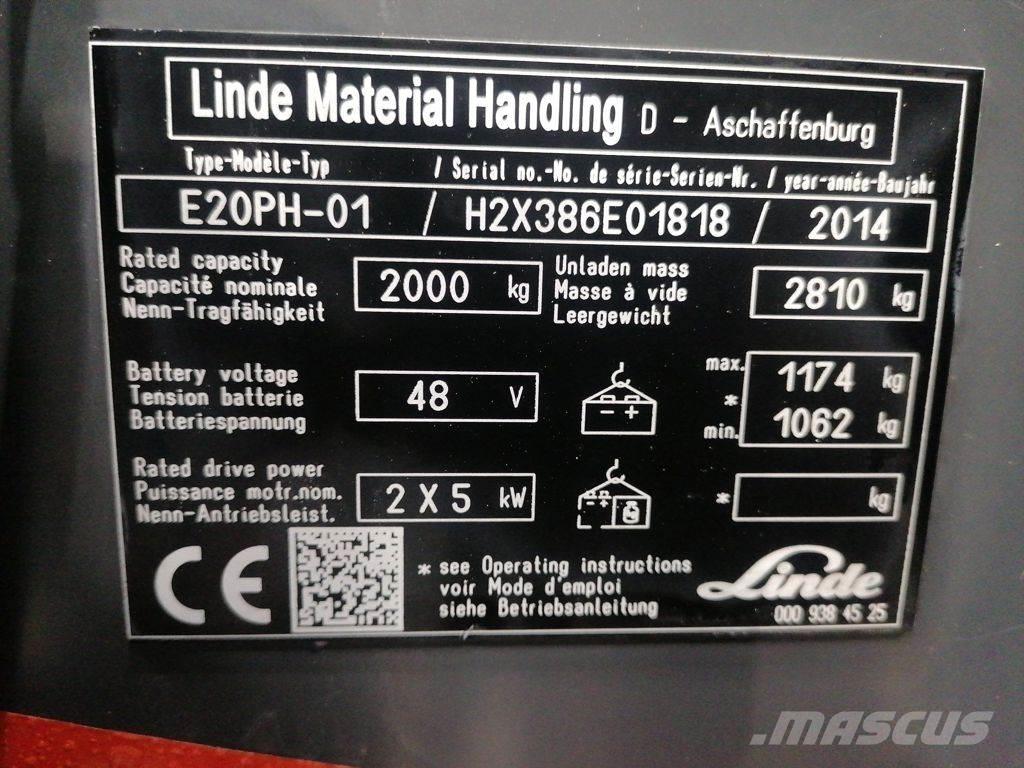 Linde Material Handling D - Aschaffenburg
Type-Modèle-Typ / Serial no.-No. de série-Serien-Nr. / year-année-Baujahr
E20PH-01 / H2X386E01818 / 2014
Rated capacity
Capacité nominale
Nenn-Tragfähigkeit
2000 kg
Unladen mass
Masse à vide
Leergewicht
2810 kg
Battery voltage
Tension batterie
Batteriespannung
48 V
- +
max. 1174 kg
*
min. 1062 kg
Rated drive power
Puissance motr.nom.
Nenn-Antriebsleist.
2 X 5 kW
- +
* kg
CE
* see Operating instructions
voir Mode d'emploi
siehe Betriebsanleitung
Linde
000 938 45 25
.MASCUS